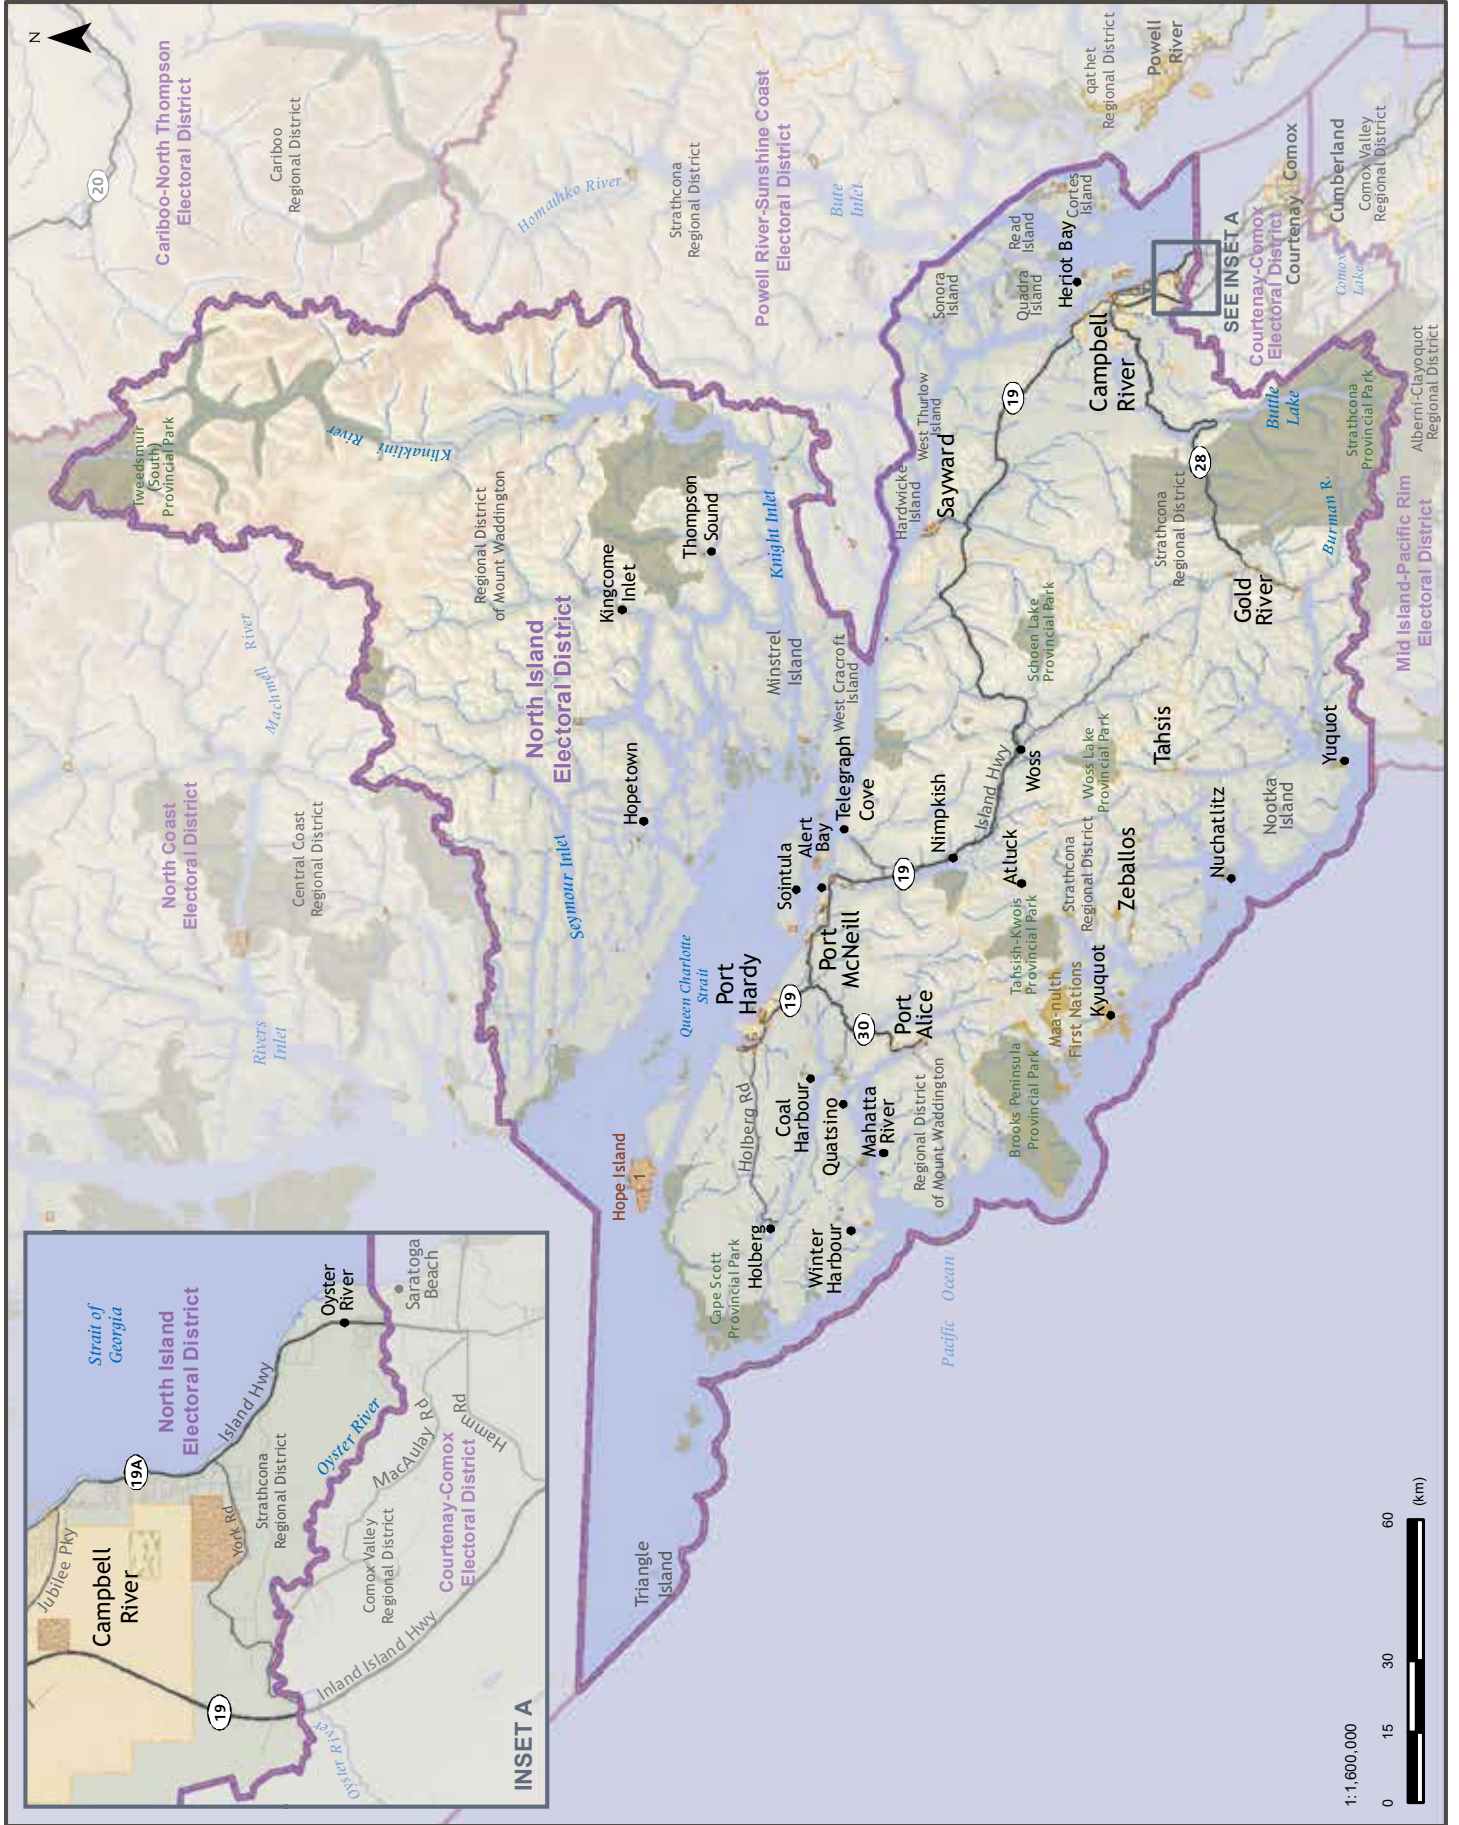 N
20
Cariboo-North Thompson
Electoral District
Cariboo
Regional District
Homathko River
Strathcona
Regional District
Powell River-Sunshine Coast
Electoral District
Bute
Inlet
qathet
Regional District
Powell
River
Tweedsmuir
(South)
Provincial Park
Klinaklini River
Regional District
of Mount Waddington
North Island
Electoral District
Kingcome
Inlet
Thompson
Sound
Knight Inlet
Minstrel
Island
West Cracroft
Island
Hardwicke
Island
West Thurlow
Island
Sayward
Sonora
Island
Read
Island
Quadra
Island
Heriot Bay
Cortes
Island
19
Campbell
River
SEE INSET A
Courtenay-Comox
Electoral District
Courtenay
Comox
Cumberland
Comox Valley
Regional District
Comox
Lake
Buttle
Lake
Strathcona
Provincial Park
Alberni-Clayoquot
Regional District
28
Strathcona
Regional District
Gold
River
Burman R.
Mid Island-Pacific Rim
Electoral District
Schoen Lake
Provincial Park
Machmell River
North Coast
Electoral District
Central Coast
Regional District
Rivers
Inlet
Hopetown
Seymour Inlet
Queen Charlotte
Strait
Sointula
Alert
Bay
Telegraph
Cove
Nimpkish
Island Hwy
Woss
Woss Lake
Provincial Park
Tahsis
Yuquot
Nootka
Island
Nuchatlitz
Zeballos
Strathcona
Regional District
Atluck
19
Port
McNeill
Port
Hardy
19
30
Port
Alice
Tahsish-Kwois
Provincial Park
Maa-nulth
First Nations
Kyuquot
Brooks Peninsula
Provincial Park
Regional District
of Mount Waddington
Mahatta
River
Quatsino
Coal
Harbour
Holberg Rd
Hope Island
1
Holberg
Winter
Harbour
Cape Scott
Provincial Park
Pacific Ocean
Triangle
Island
Strait of
Georgia
North Island
Electoral District
Oyster
River
Saratoga
Beach
Island Hwy
19A
Strathcona
Regional District
Oyster River
MacAulay Rd
Hamm Rd
Courtenay-Comox
Electoral District
Comox Valley
Regional District
York Rd
Jubilee Pky
Campbell
River
19
Inland Island Hwy
Oyster River
INSET A
1:1,600,000
0
15
30
60
(km)